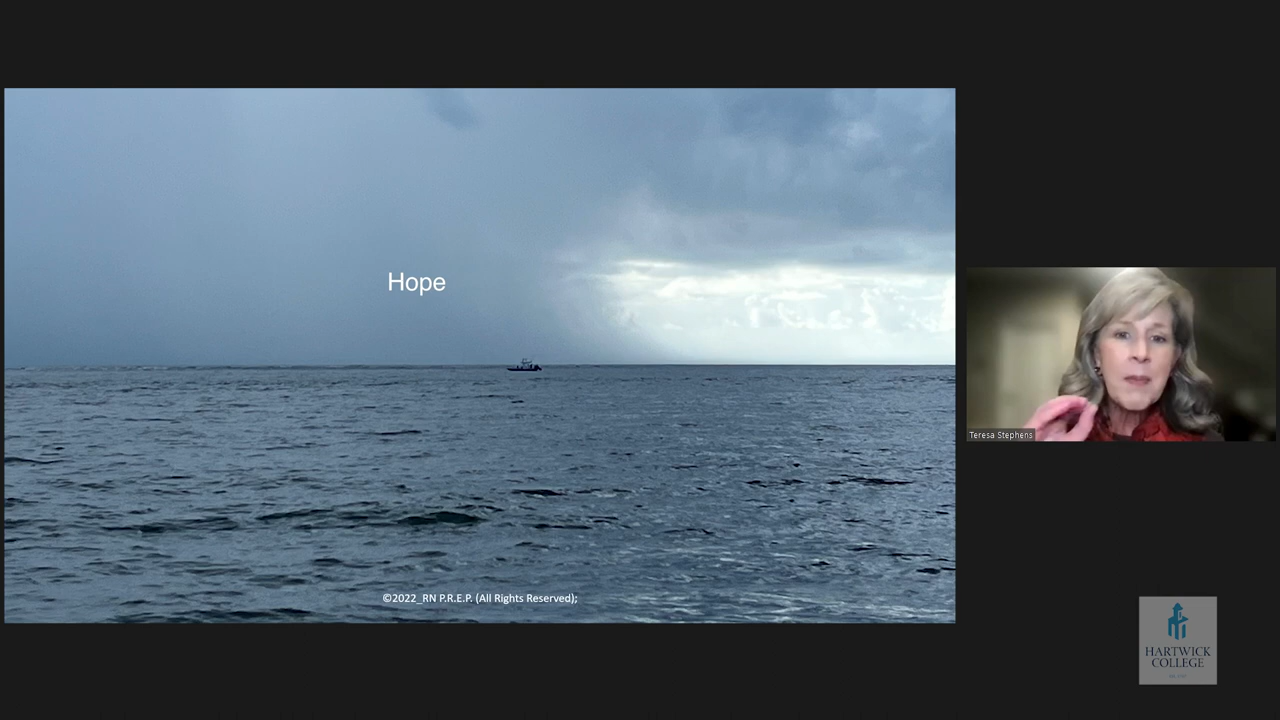 Hope
©2022_RN P.R.E.P. (All Rights Reserved);
Teresa Stephens
HARTWICK
COLLEGE